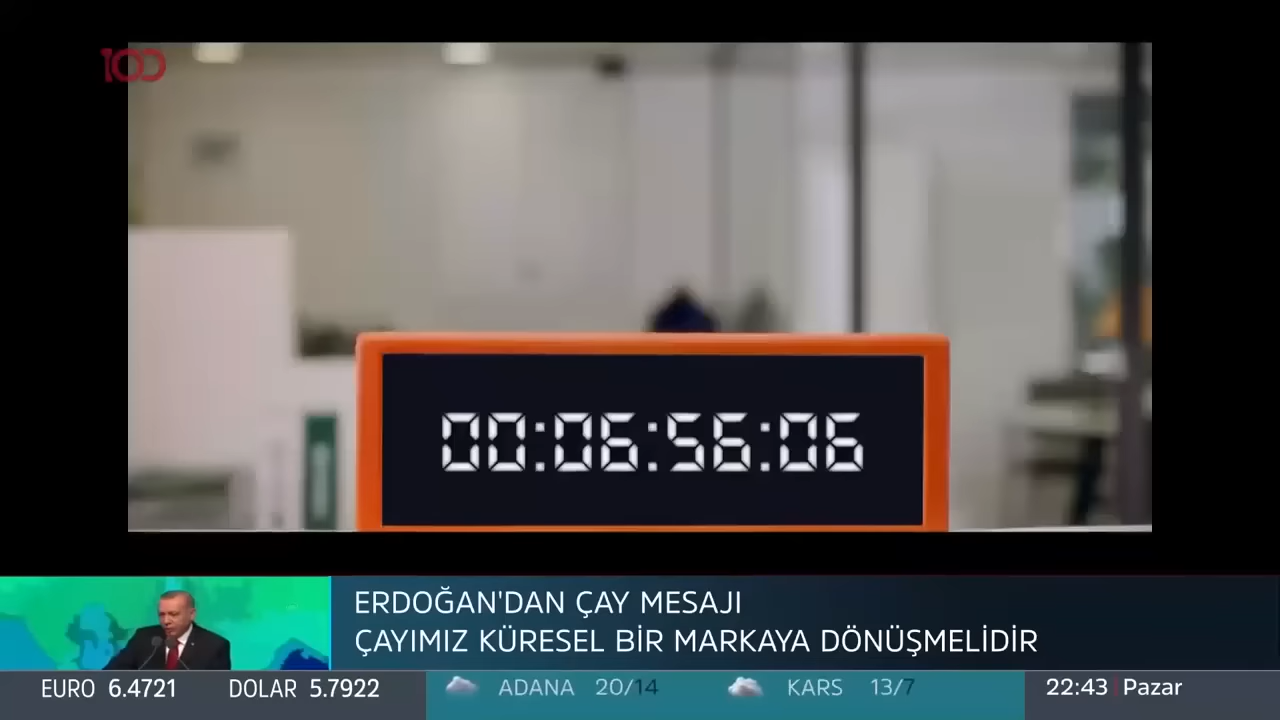 100
00:06:56:06
ERDOĞAN'DAN ÇAY MESAJI
ÇAYIMIZ KÜRESEL BİR MARKAYA DÖNÜŞMELİDİR
EURO 6.4721 DOLAR 5.7922 ADANA 20/14 KARS 13/7 22:43 Pazar